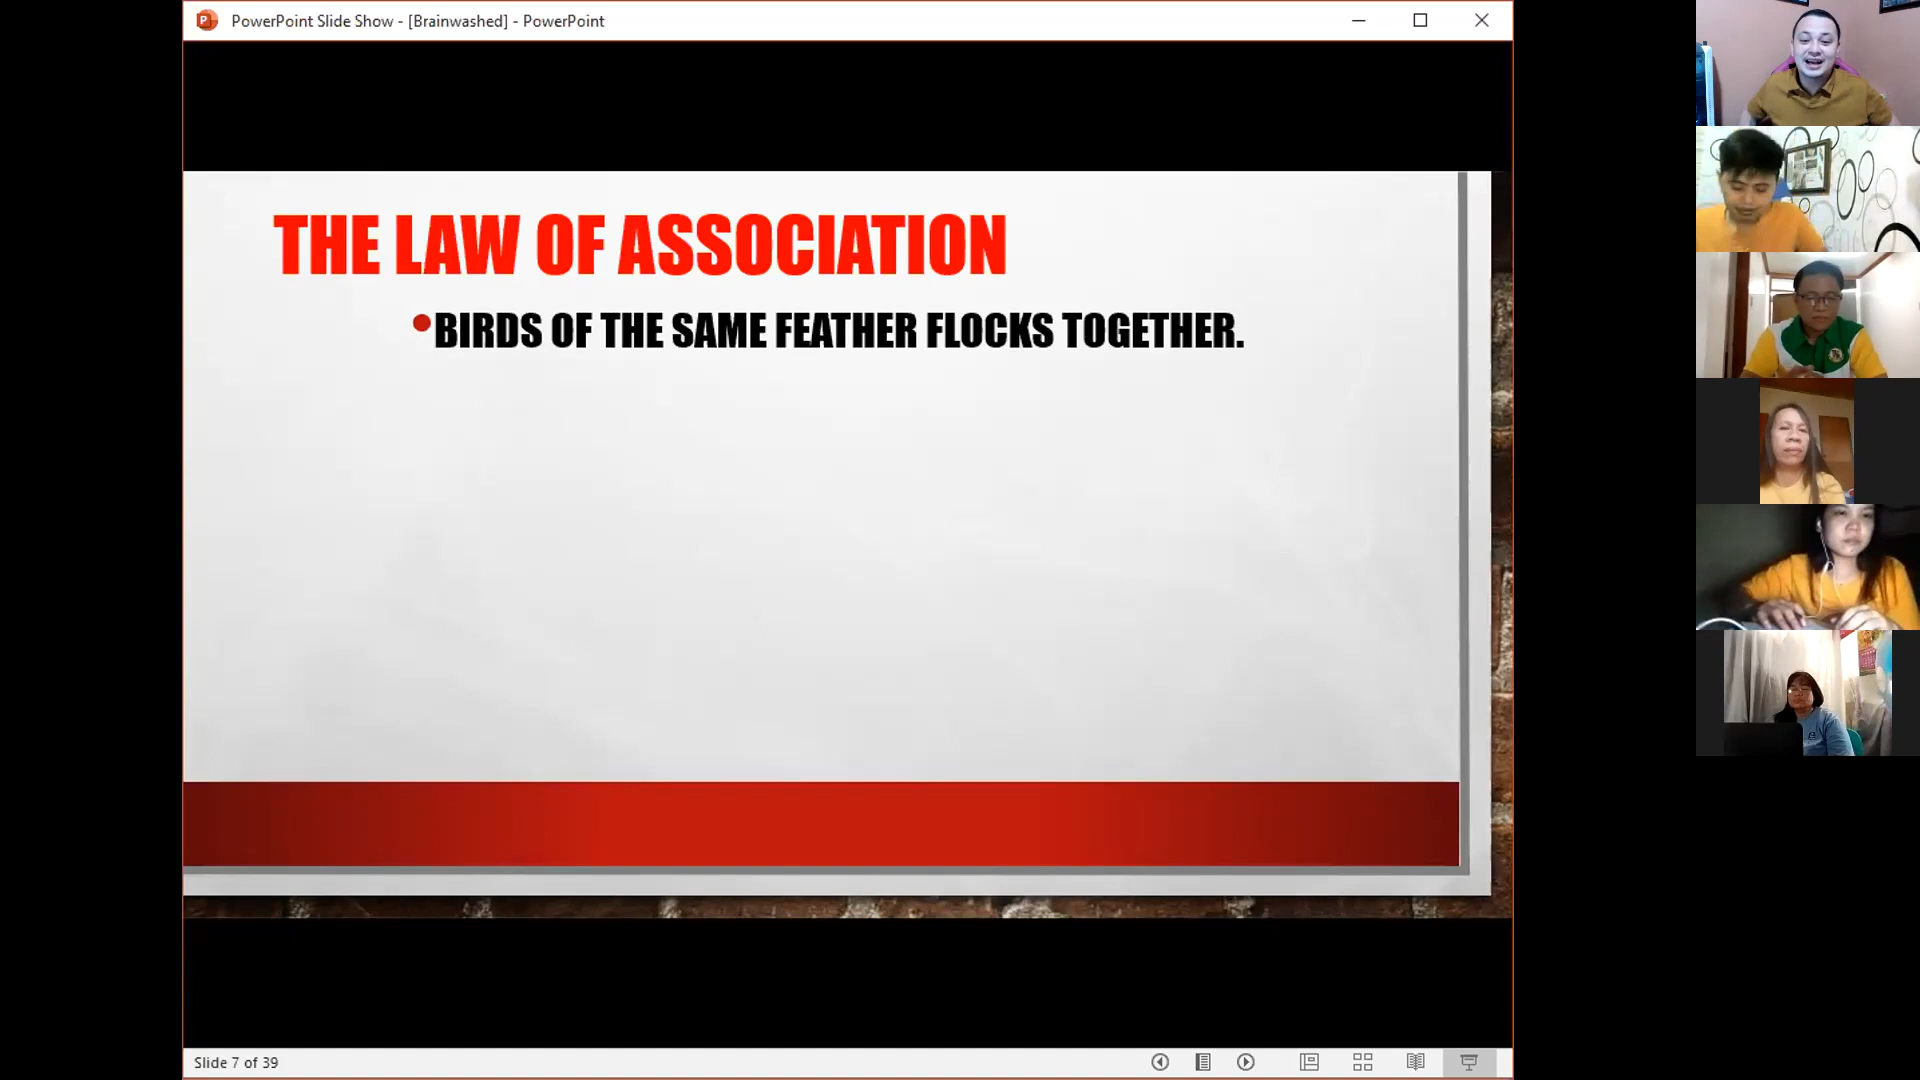 PowerPoint Slide Show - [Brainwashed] - PowerPoint
THE LAW OF ASSOCIATION
•BIRDS OF THE SAME FEATHER FLOCKS TOGETHER.
Slide 7 of 39